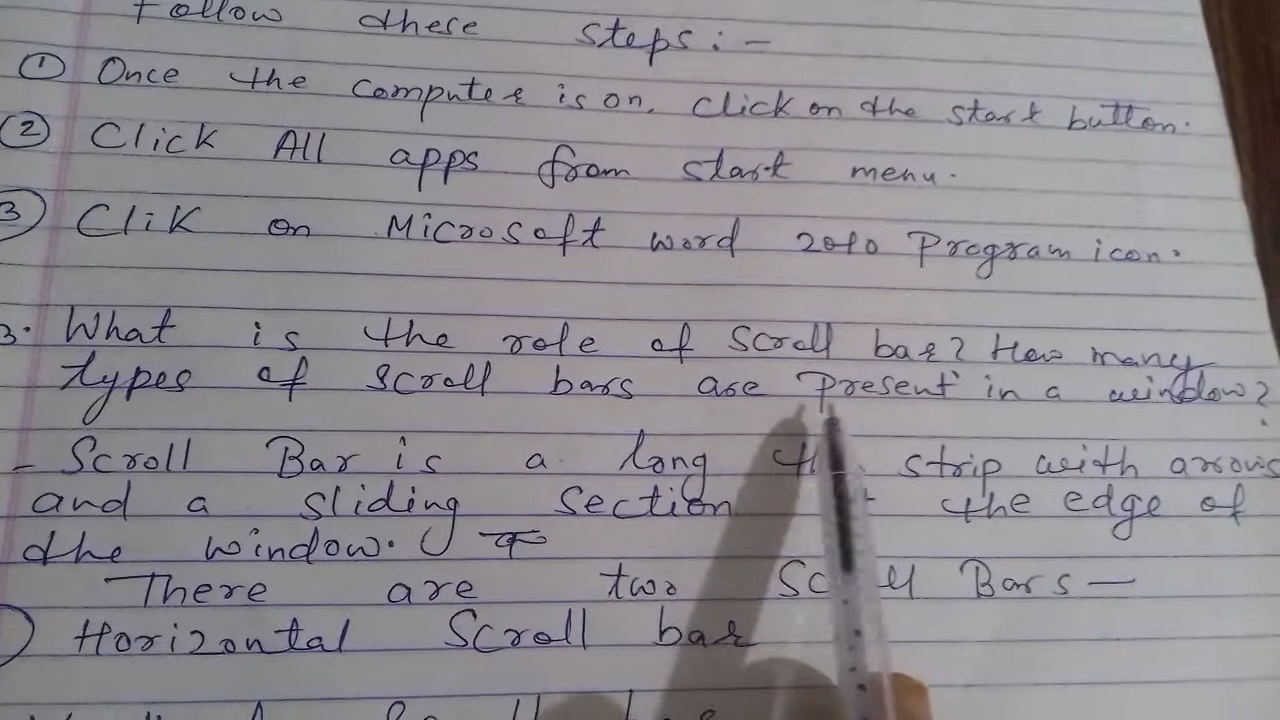 Follow these steps:-
① Once the computer is on, click on the start button.
② Click All apps from start menu.
3 Clik on Microsoft word 2010 Program icon.
3. What is the role of Scroll bar? How many
types of scroll bars are Present in a window?
- Scroll Bar is a long strip with arrows
and a sliding section the edge of
the window.
There are two Scroll Bars—
) Horizontal Scroll bar